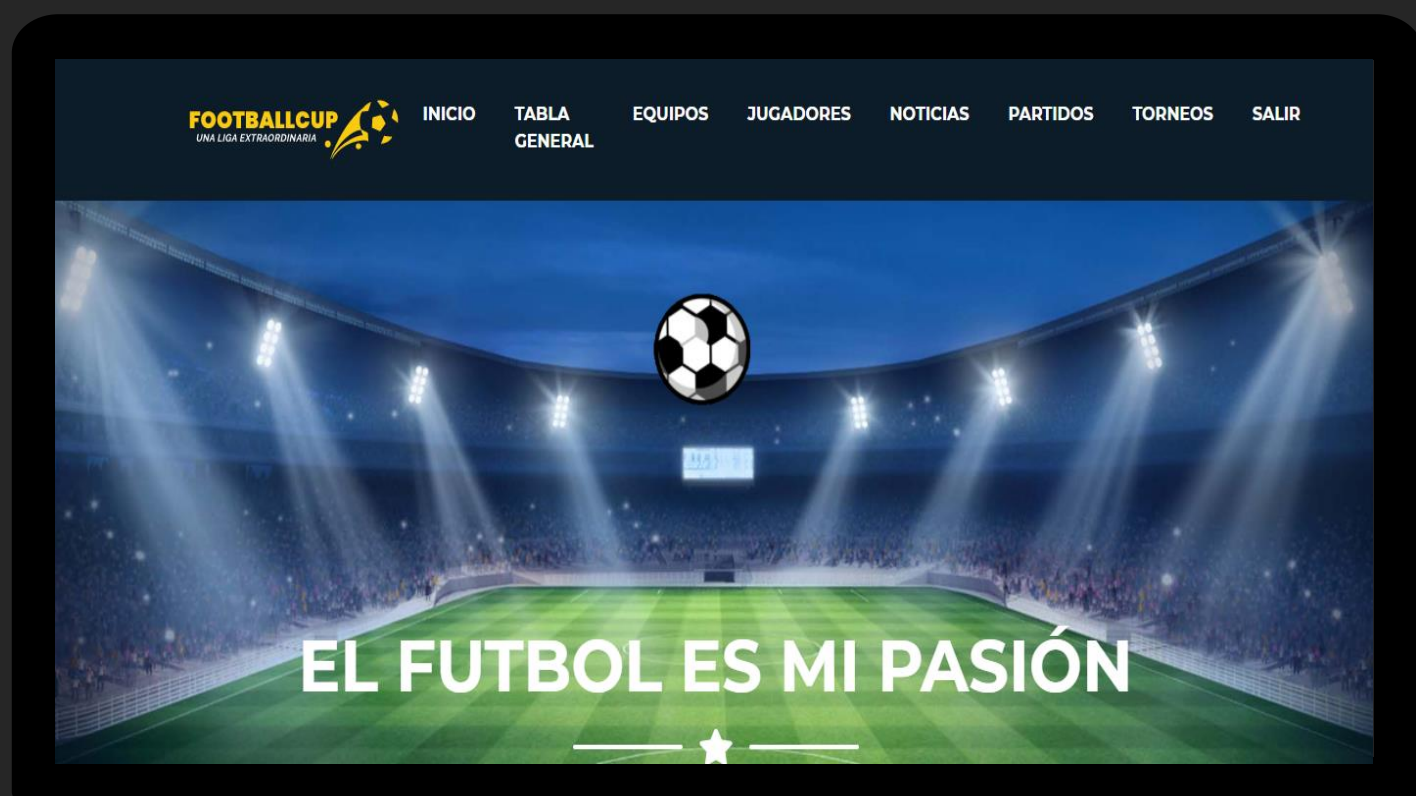 FOOTBALLCUP
UNA LIGA EXTRAORDINARIA
INICIO
TABLA
GENERAL
EQUIPOS
JUGADORES
NOTICIAS
PARTIDOS
TORNEOS
SALIR
EL FUTBOL ES MI PASIÓN